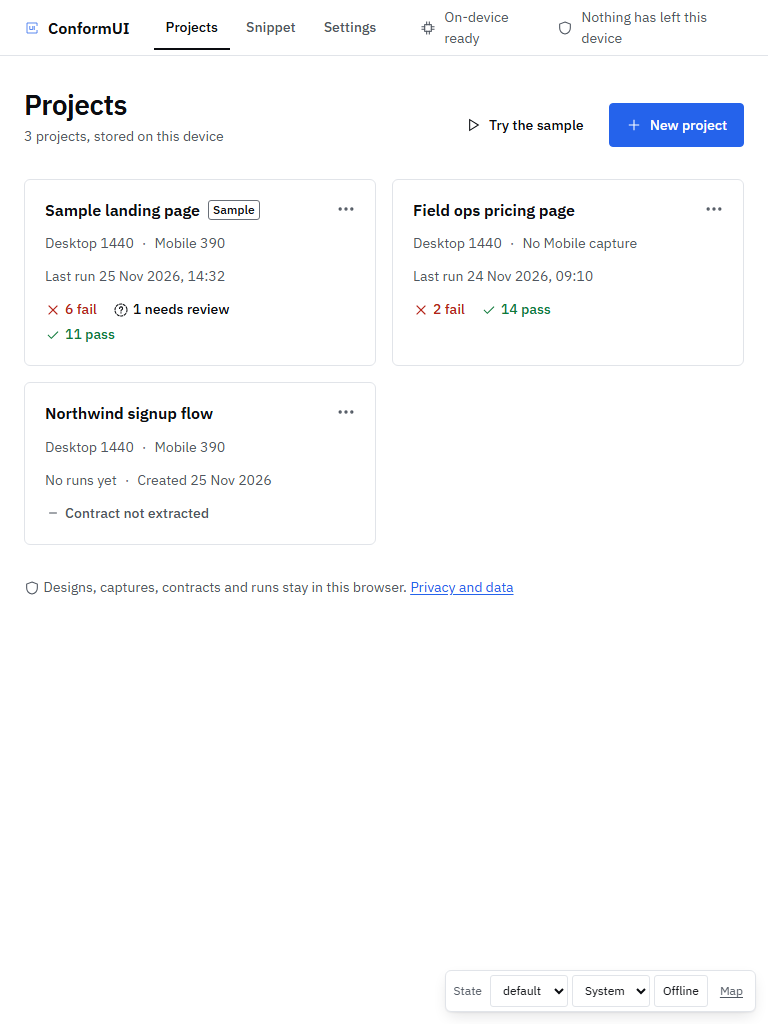 ConformUI Projects Snippet Settings On-device ready Nothing has left this device
Projects
3 projects, stored on this device
Try the sample
New project
Sample landing page Sample
Desktop 1440 · Mobile 390
Last run 25 Nov 2026, 14:32
6 fail 1 needs review
11 pass
Field ops pricing page
Desktop 1440 · No Mobile capture
Last run 24 Nov 2026, 09:10
2 fail 14 pass
Northwind signup flow
Desktop 1440 · Mobile 390
No runs yet · Created 25 Nov 2026
Contract not extracted
Designs, captures, contracts and runs stay in this browser. Privacy and data
State default System Offline Map